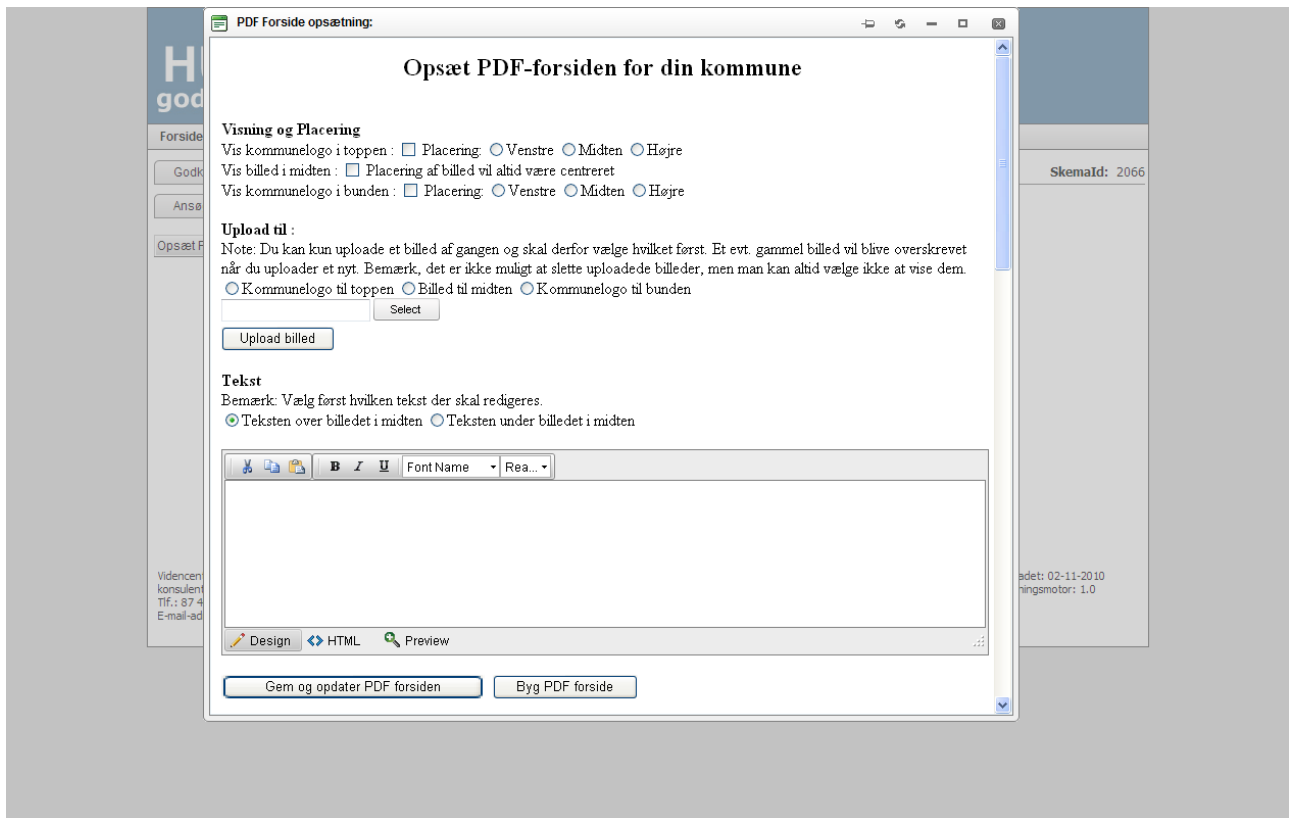 PDF Forside opsætning:
Opsæt PDF-forsiden for din kommune
Visning og Placering
Vis kommunelogo i toppen : Placering: Venstre Midten Højre
Vis billed i midten : Placering af billed vil altid være centreret
Vis kommunelogo i bunden : Placering: Venstre Midten Højre
Upload til :
Note: Du kan kun uploade et billed af gangen og skal derfor vælge hvilket først. Et evt. gammel billed vil blive overskrevet
når du uploader et nyt. Bemærk, det er ikke muligt at slette uploadede billeder, men man kan altid vælge ikke at vise dem.
Kommunelogo til toppen Billed til midten Kommunelogo til bunden
Select
Upload billed
Tekst
Bemærk: Vælg først hvilken tekst der skal redigeres.
Teksten over billedet i midten Teksten under billedet i midten
B I U Font Name Rea...
Design HTML Preview
Gem og opdater PDF forsiden Byg PDF forside
god
Forside
Godk
SkemaId: 2066
Ansø
Opsæt F
Videncen
konsulent
Tlf.: 87 4
E-mail-ad
adet: 02-11-2010
ningsmotor: 1.0